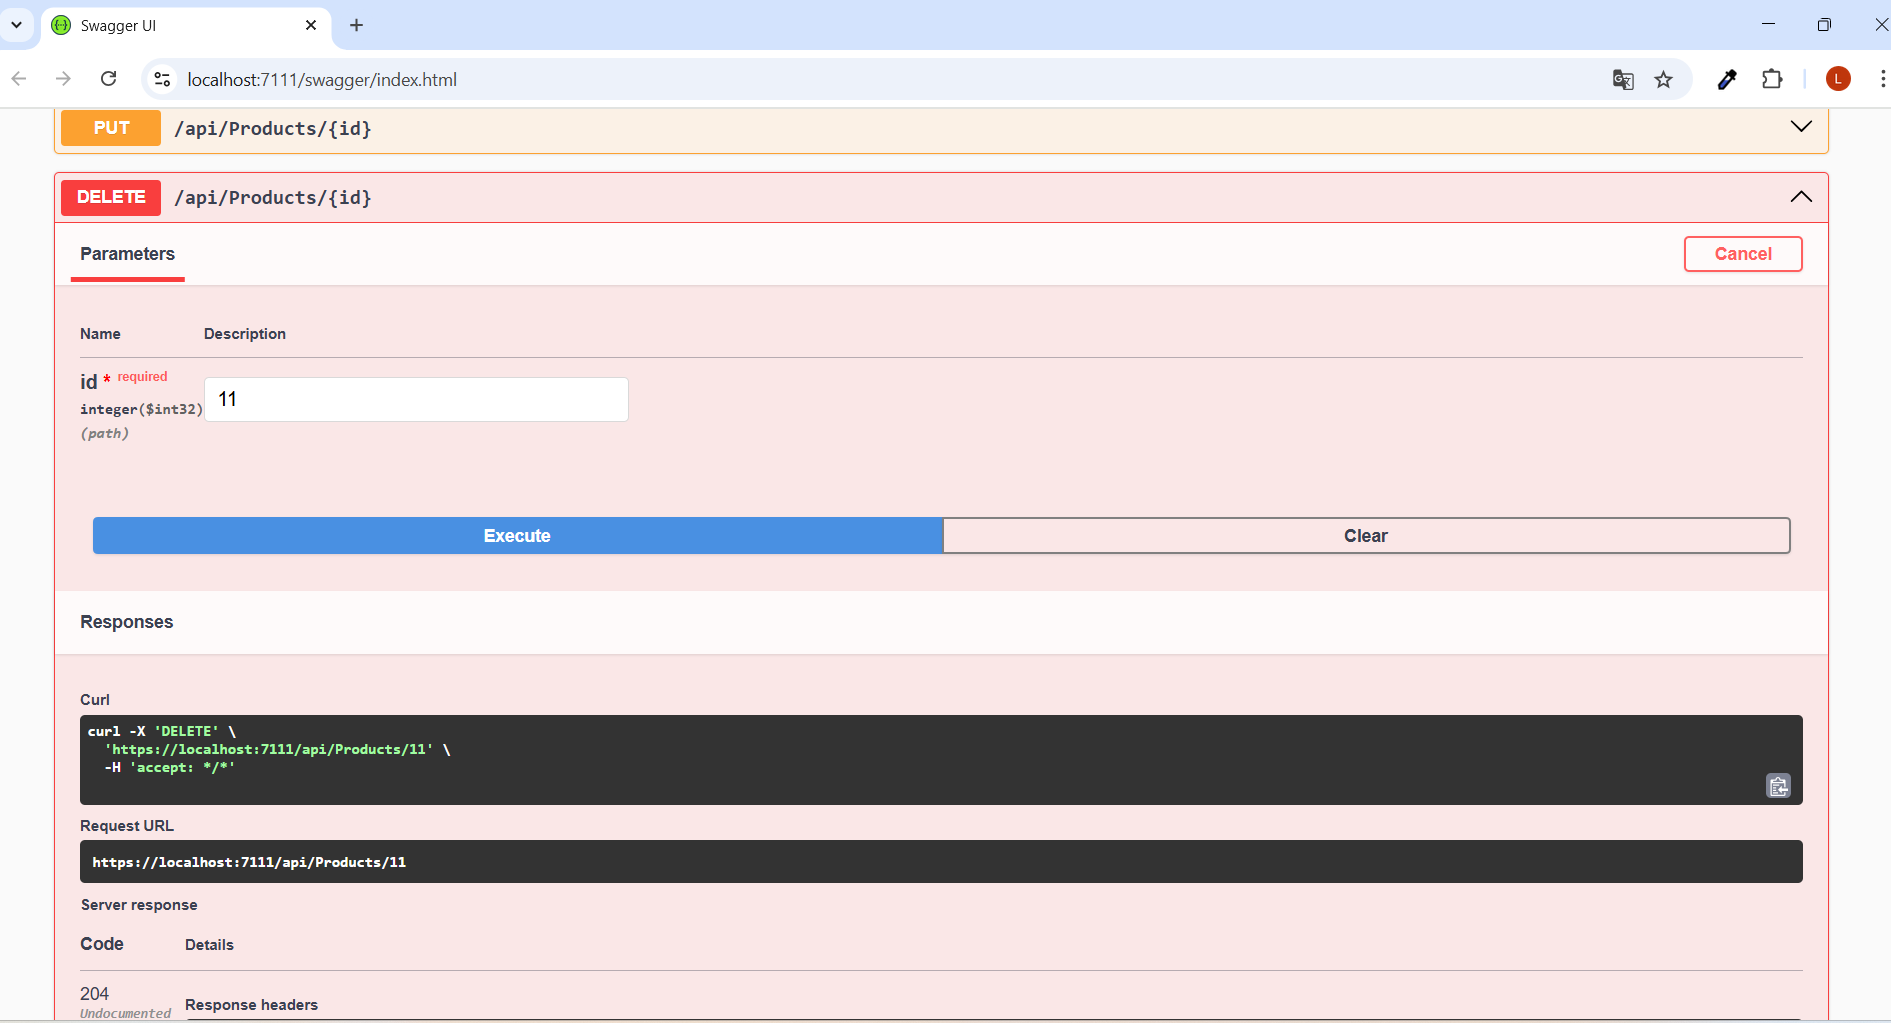 Swagger UI
localhost:7111/swagger/index.html
L
PUT /api/Products/{id}
DELETE /api/Products/{id}
Parameters
Cancel
Name Description
id * required
integer($int32)
(path)
11
Execute
Clear
Responses
Curl
curl -X 'DELETE' \
'https://localhost:7111/api/Products/11' \
-H 'accept: */*'
Request URL
https://localhost:7111/api/Products/11
Server response
Code Details
204
Undocumented
Response headers